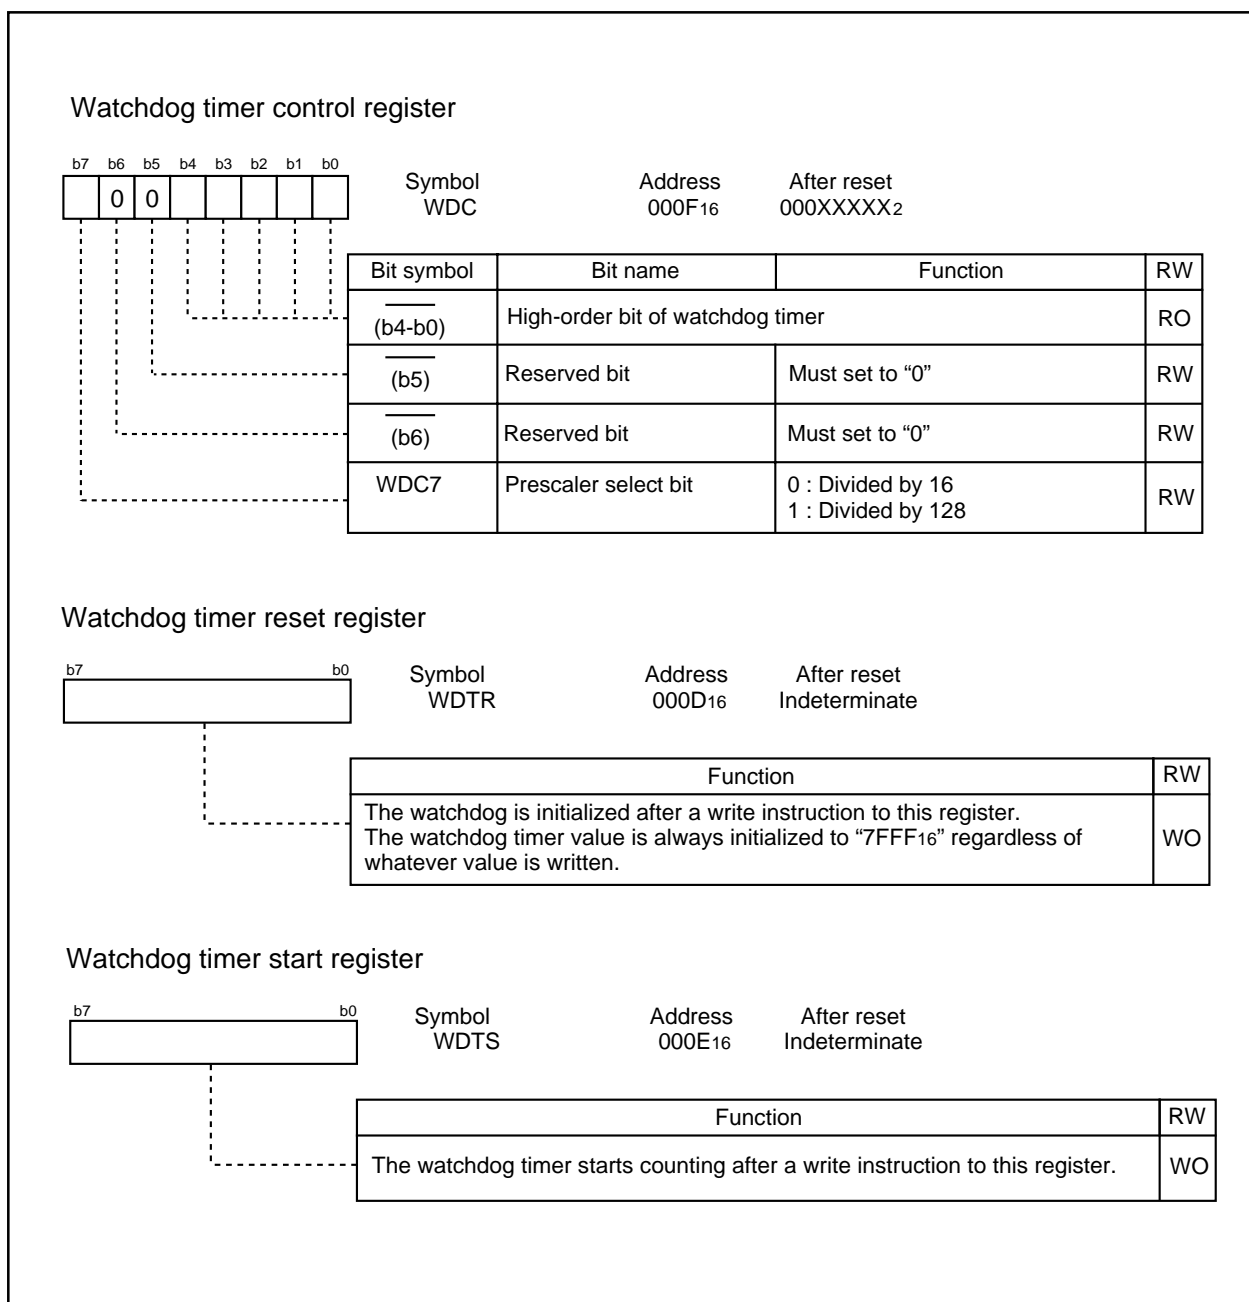 Watchdog timer control register
b7 b6 b5 b4 b3 b2 b1 b0
0 0
Symbol Address After reset
WDC 000F16 000XXXXX2
Bit symbol Bit name Function RW
(b4-b0) High-order bit of watchdog timer RO
(b5) Reserved bit Must set to “0” RW
(b6) Reserved bit Must set to “0” RW
WDC7 Prescaler select bit 0 : Divided by 16
1 : Divided by 128 RW
Watchdog timer reset register
b7 b0
Symbol Address After reset
WDTR 000D16 Indeterminate
Function RW
The watchdog is initialized after a write instruction to this register.
The watchdog timer value is always initialized to “7FFF16” regardless of
whatever value is written.
WO
Watchdog timer start register
b7 b0
Symbol Address After reset
WDTS 000E16 Indeterminate
Function RW
The watchdog timer starts counting after a write instruction to this register. WO